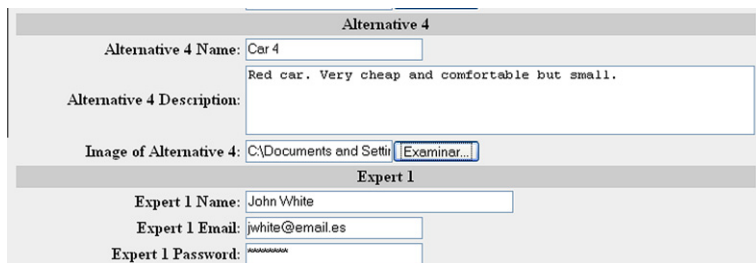 Alternative 4
Alternative 4 Name: Car 4
Red car. Very cheap and comfortable but small.
Alternative 4 Description:
Image of Alternative 4: C:\Documents and Settin Examinar...
Expert 1
Expert 1 Name: John White
Expert 1 Email: jwhite@email.es
Expert 1 Password: ********